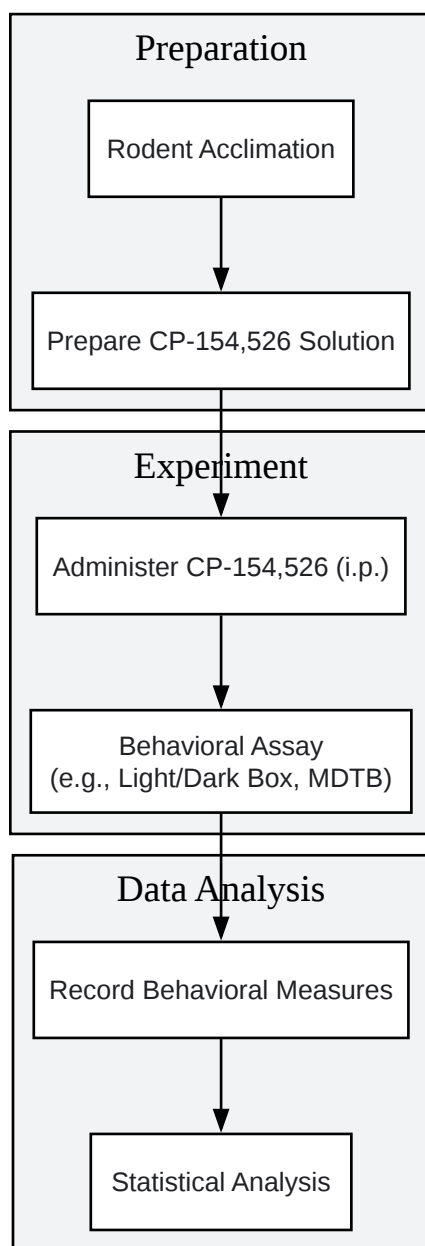 Preparation
Rodent Acclimation
Prepare CP-154,526 Solution
Experiment
Administer CP-154,526 (i.p.)
Behavioral Assay
(e.g., Light/Dark Box, MDTB)
Data Analysis
Record Behavioral Measures
Statistical Analysis